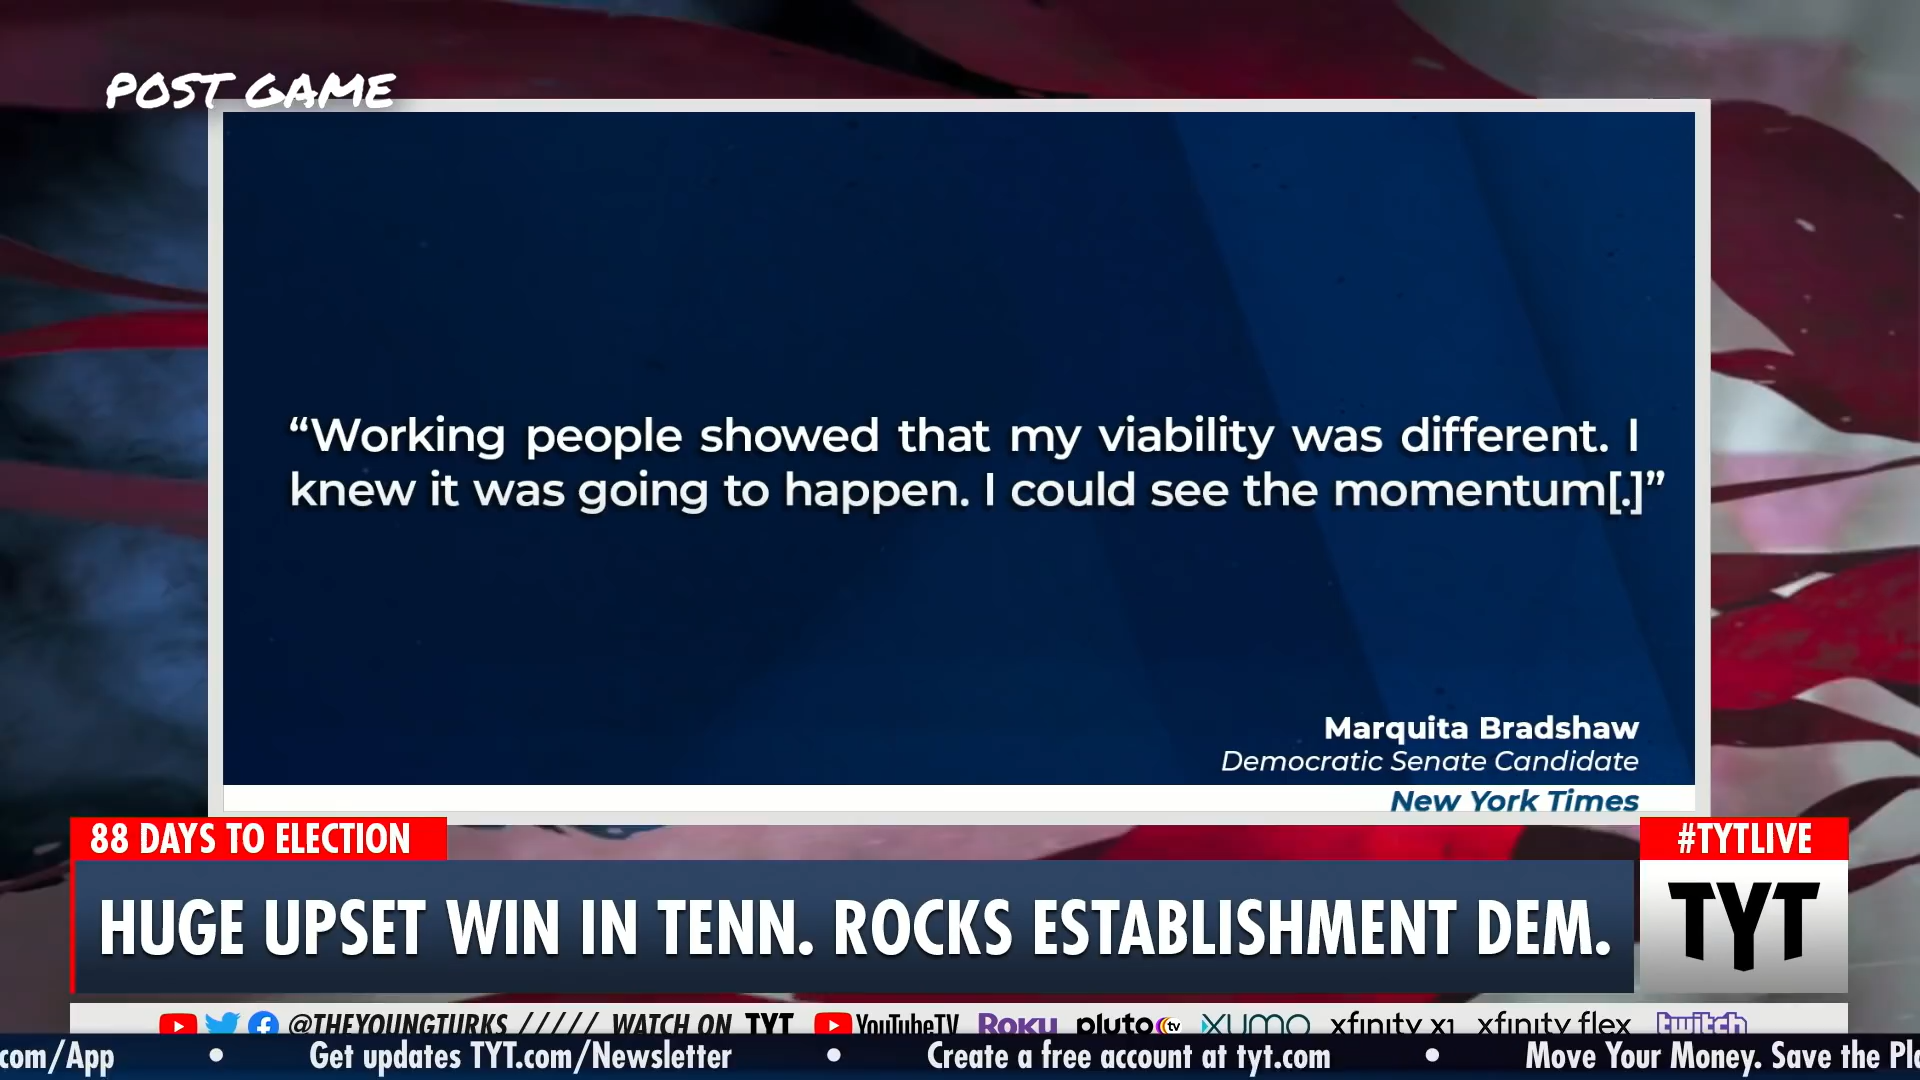 POST GAME
“Working people showed that my viability was different. I
knew it was going to happen. I could see the momentum[.]”
Marquita Bradshaw
Democratic Senate Candidate
New York Times
88 DAYS TO ELECTION
#TYTLIVE
HUGE UPSET WIN IN TENN. ROCKS ESTABLISHMENT DEM.
TYT
@THEYOUNGTURKS ///// WATCH ON TYT YouTubeTV Roku pluto tv XUMO xfinity x1 xfinity flex twitch
com/App • Get updates TYT.com/Newsletter • Create a free account at tyt.com • Move Your Money. Save the Pla